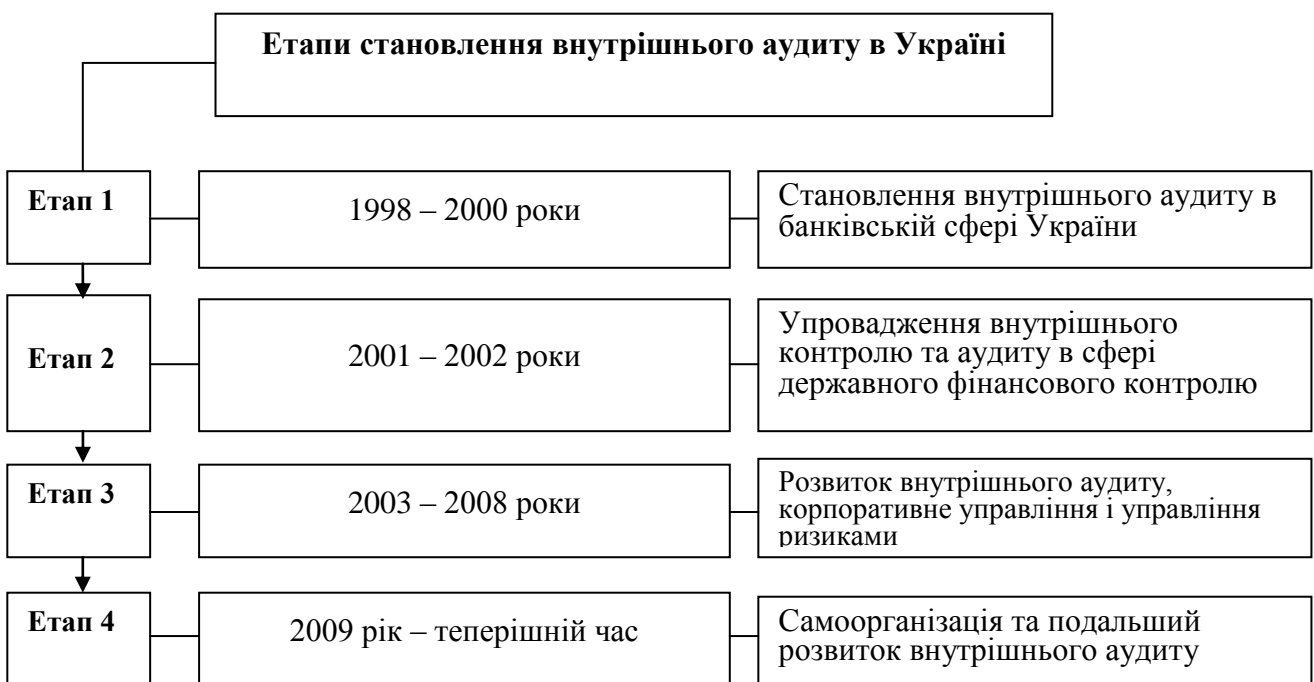 Етапи становлення внутрішнього аудиту в Україні
Етап 1
1998 – 2000 роки
Становлення внутрішнього аудиту в
банківській сфері України
Етап 2
2001 – 2002 роки
Упровадження внутрішнього
контролю та аудиту в сфері
державного фінансового контролю
Етап 3
2003 – 2008 роки
Розвиток внутрішнього аудиту,
корпоративне управління і управління
ризиками
Етап 4
2009 рік – теперішній час
Самоорганізація та подальший
розвиток внутрішнього аудиту